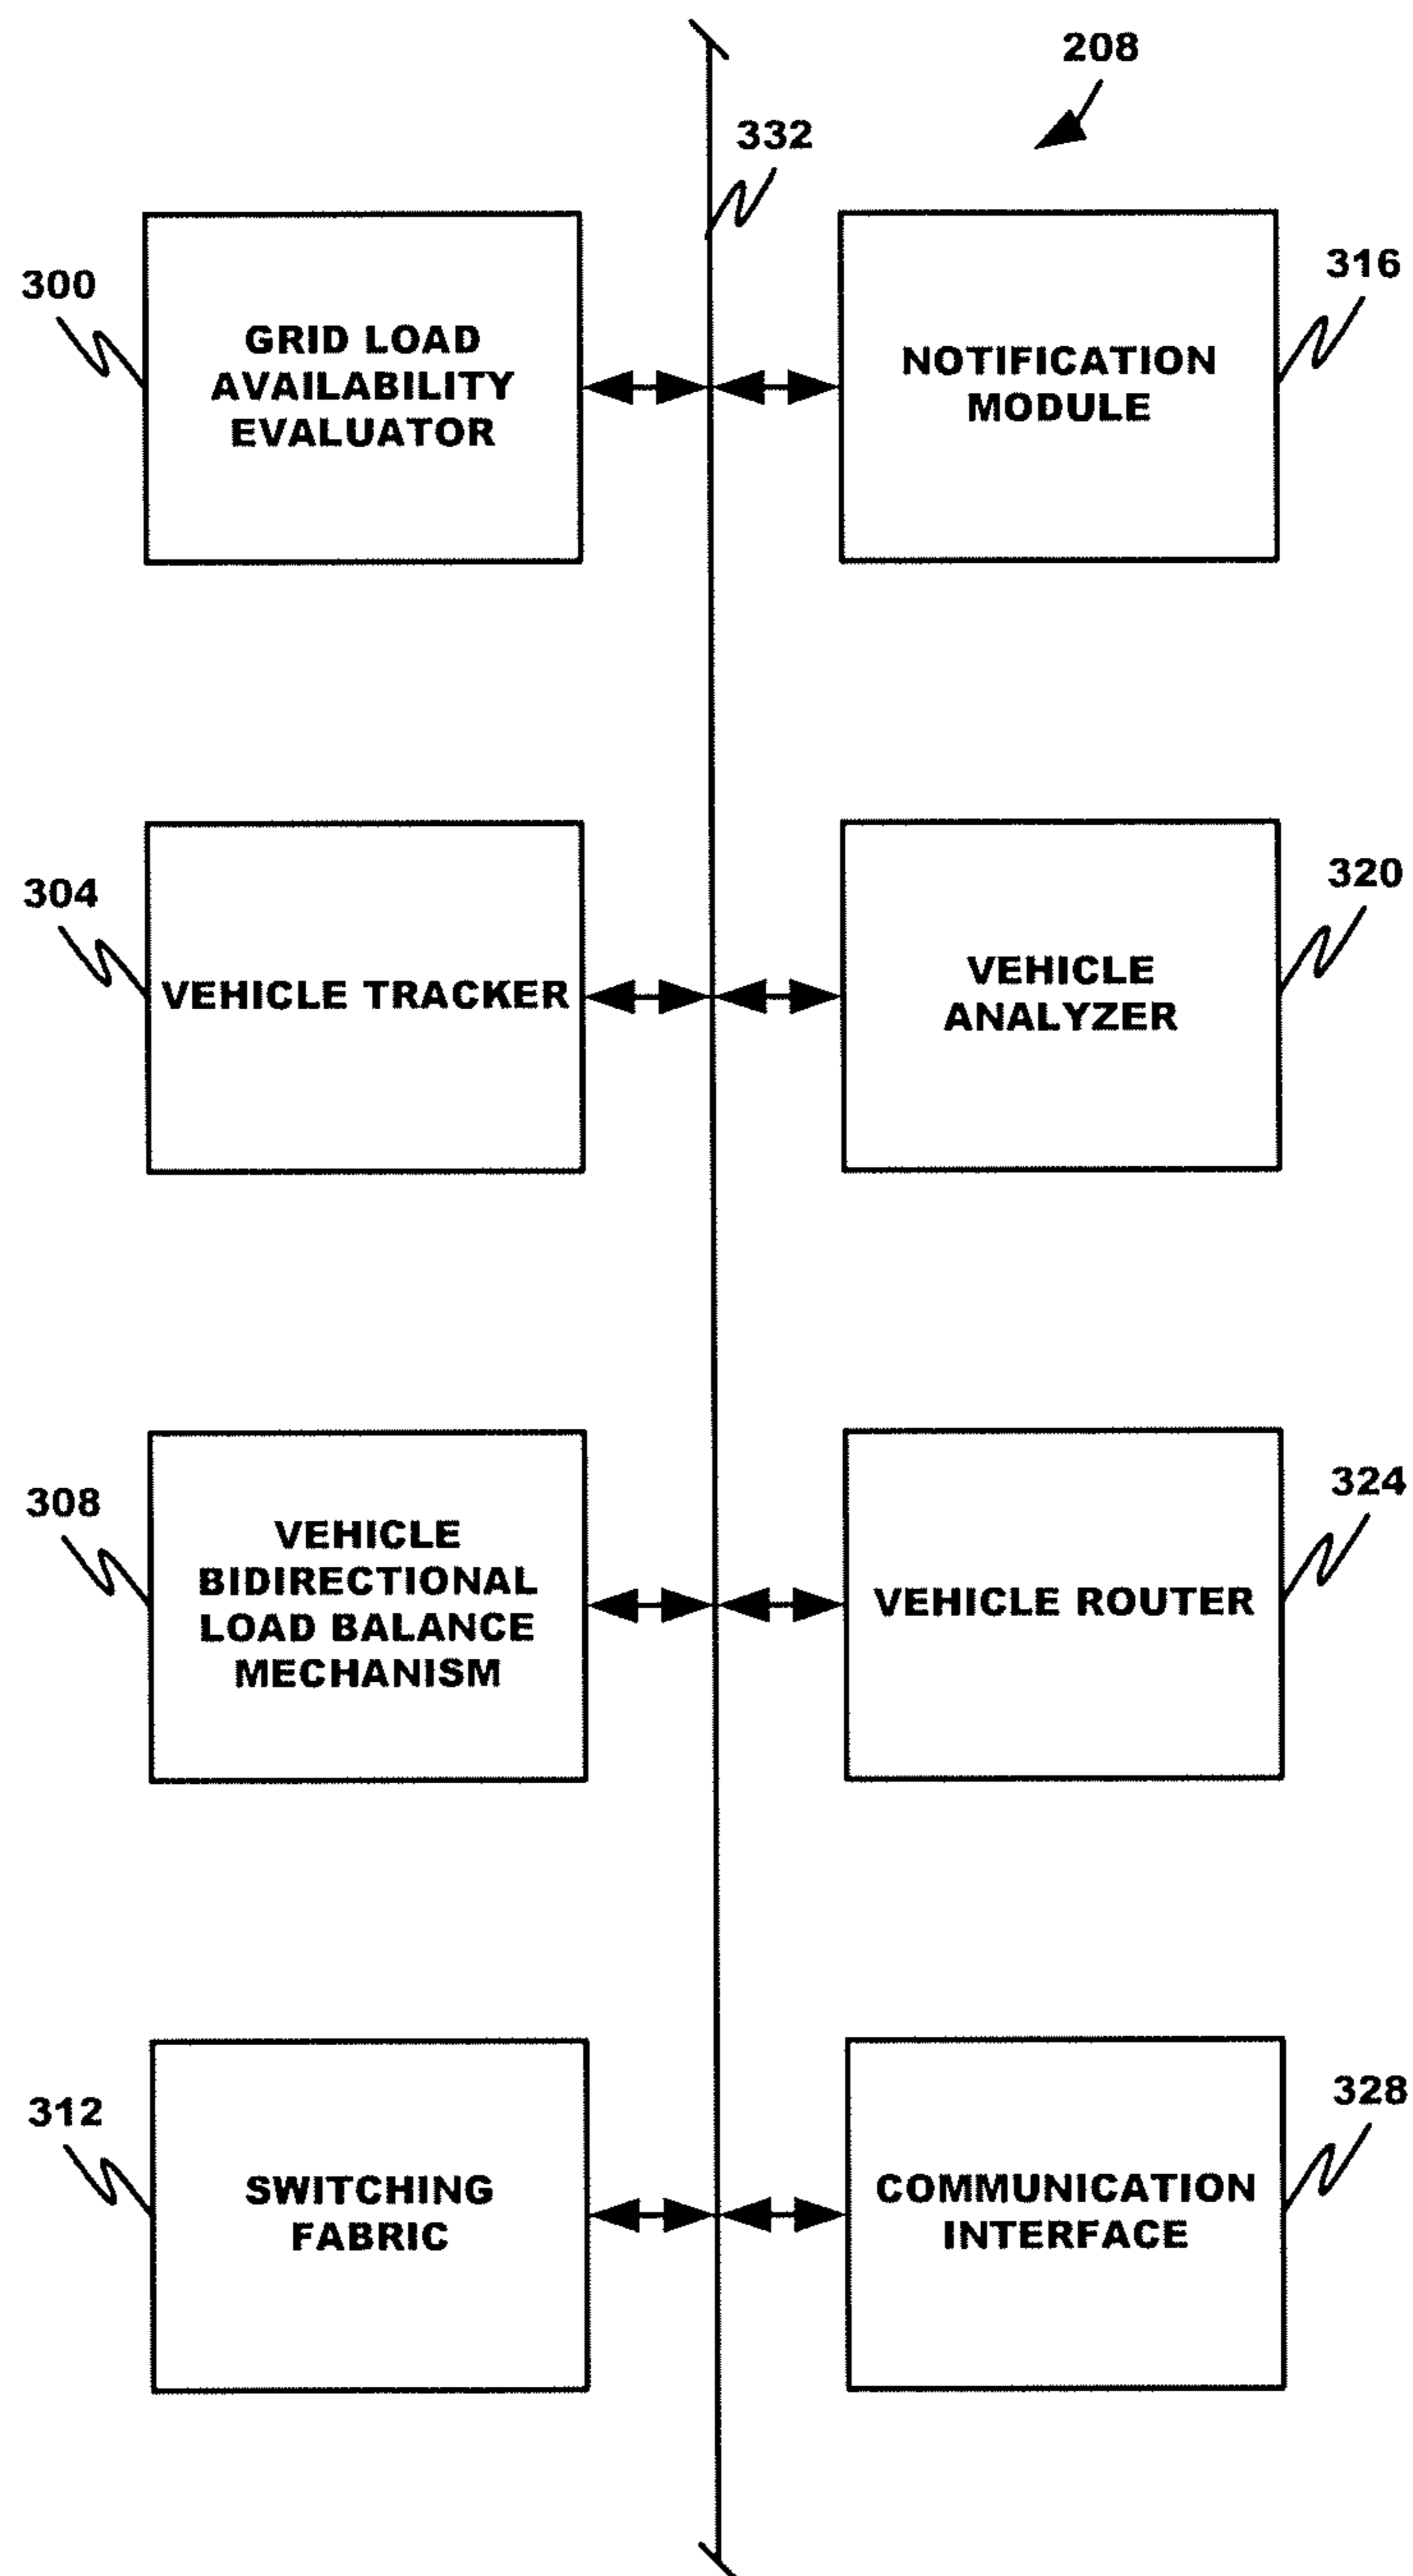 208
332
300
GRID LOAD
AVAILABILITY
EVALUATOR
316
NOTIFICATION
MODULE
304
VEHICLE TRACKER
320
VEHICLE
ANALYZER
308
VEHICLE
BIDIRECTIONAL
LOAD BALANCE
MECHANISM
324
VEHICLE ROUTER
312
SWITCHING
FABRIC
328
COMMUNICATION
INTERFACE